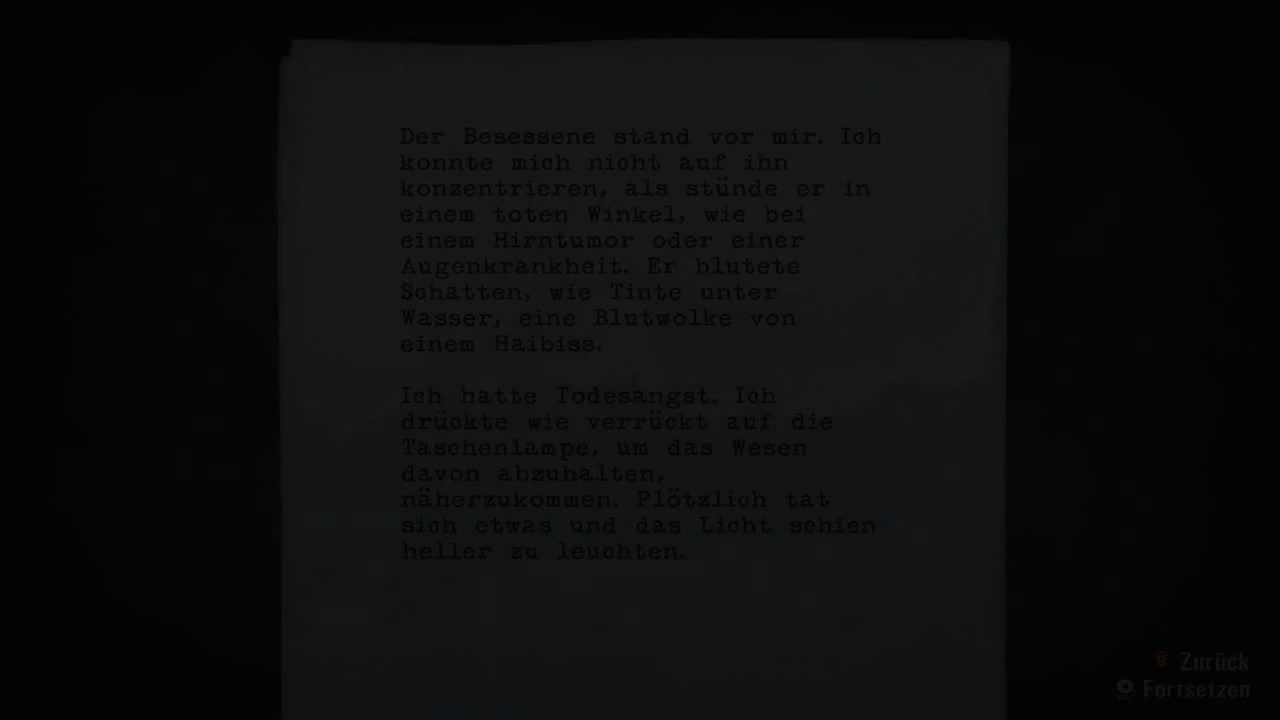 Der Besessene stand vor mir. Ich
konnte mich nicht auf ihn
konzentrieren, als stünde er in
einem toten Winkel, wie bei
einem Hirntumor oder einer
Augenkrankheit. Er blutete
Schatten, wie Tinte unter
Wasser, eine Blutwolke von
einem Haibiss.
Ich hatte Todesangst. Ich
drückte wie verrückt auf die
Taschenlampe, um das Wesen
davon abzuhalten,
näherzukommen. Plötzlich tat
sich etwas und das Licht schien
heller zu leuchten.
B Zurück
Fortsetzen